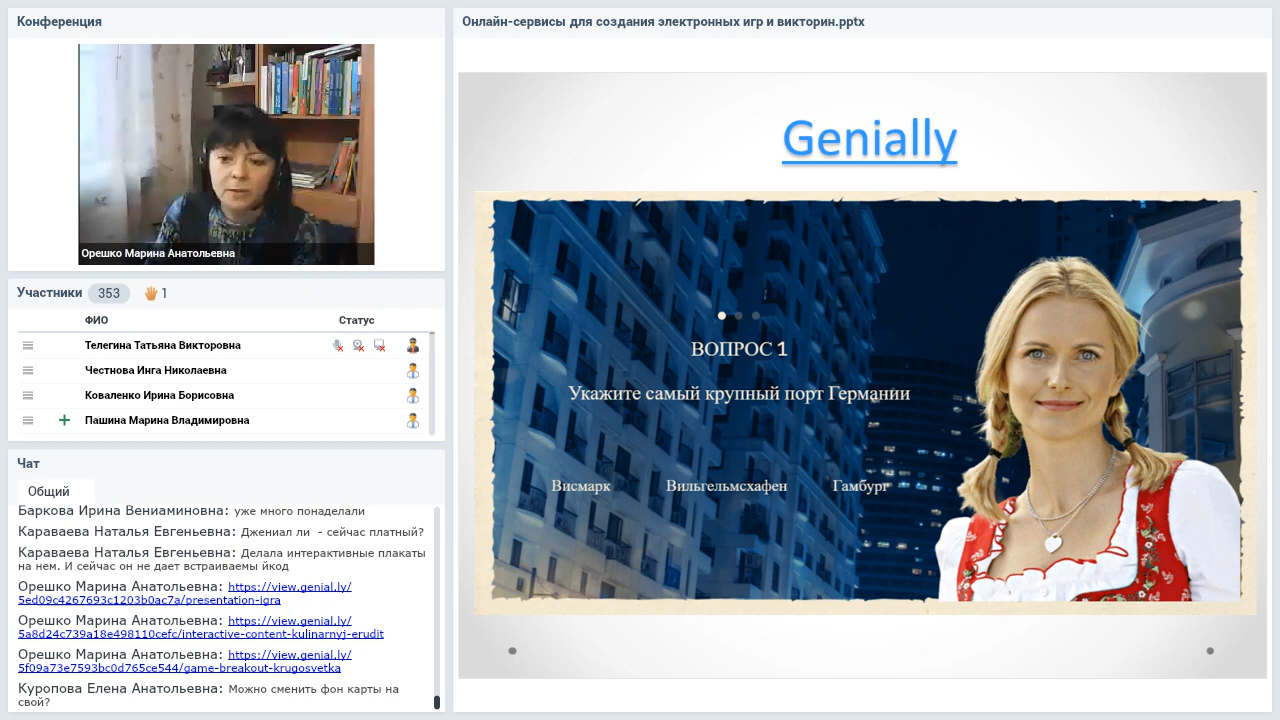 Конференция
Орешко Марина Анатольевна
Участники 353 1
ФИО Статус
Телегина Татьяна Викторовна
Честнова Инга Николаевна
Коваленко Ирина Борисовна
Пашина Марина Владимировна
Чат
Общий
Баркова Ирина Вениаминовна: уже много понаделали
Караваева Наталья Евгеньевна: Джениал ли - сейчас платный?
Караваева Наталья Евгеньевна: Делала интерактивные плакаты
на нем. И сейчас он не дает встраиваемы йкод
Орешко Марина Анатольевна: https://view.genial.ly/
5ed09c4267693c1203b0ac7a/presentation-igra
Орешко Марина Анатольевна: https://view.genial.ly/
5a8d24c739a18e498110cefc/interactive-content-kulinarnyj-erudit
Орешко Марина Анатольевна: https://view.genial.ly/
5f09a73e7593bc0d765ce544/game-breakout-krugosvetka
Куропова Елена Анатольевна: Можно сменить фон карты на
свой?
Онлайн-сервисы для создания электронных игр и викторин.pptx
Genially
ВОПРОС 1
Укажите самый крупный порт Германии
Висмарк Вильгельмсхафен Гамбург